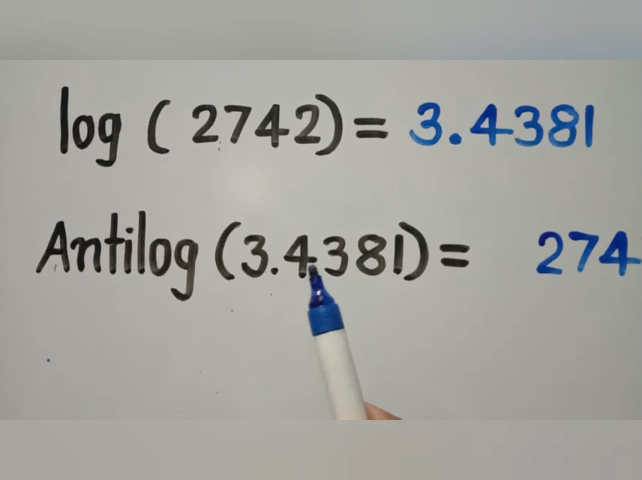 log ( 2742) = 3.4381
Antilog (3.4381) = 274